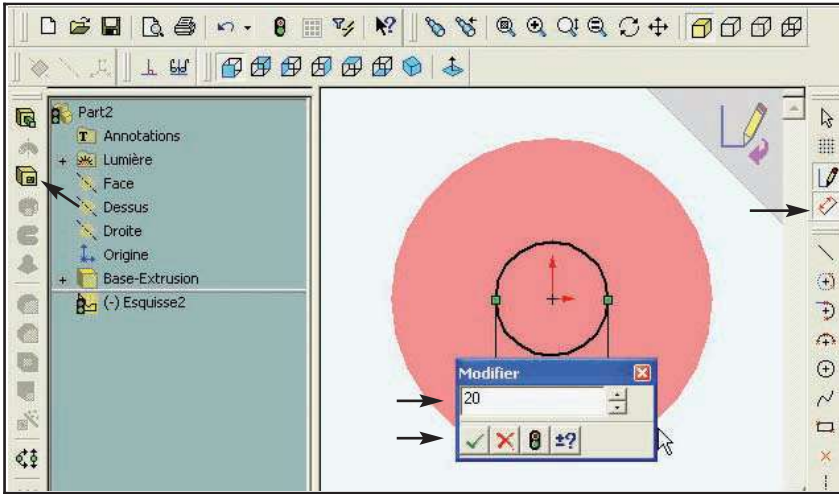 Part2
Annotations
Lumière
Face
Dessus
Droite
Origine
Base-Extrusion
(-) Esquisse2
Modifier
20
±?